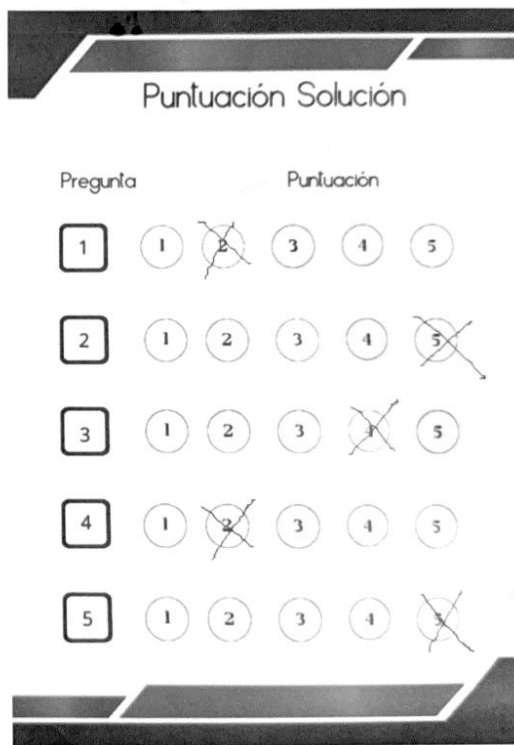 Puntuación Solución
Pregunta Puntuación
1 1 2 3 4 5
2 1 2 3 4 5
3 1 2 3 4 5
4 1 2 3 4 5
5 1 2 3 4 5